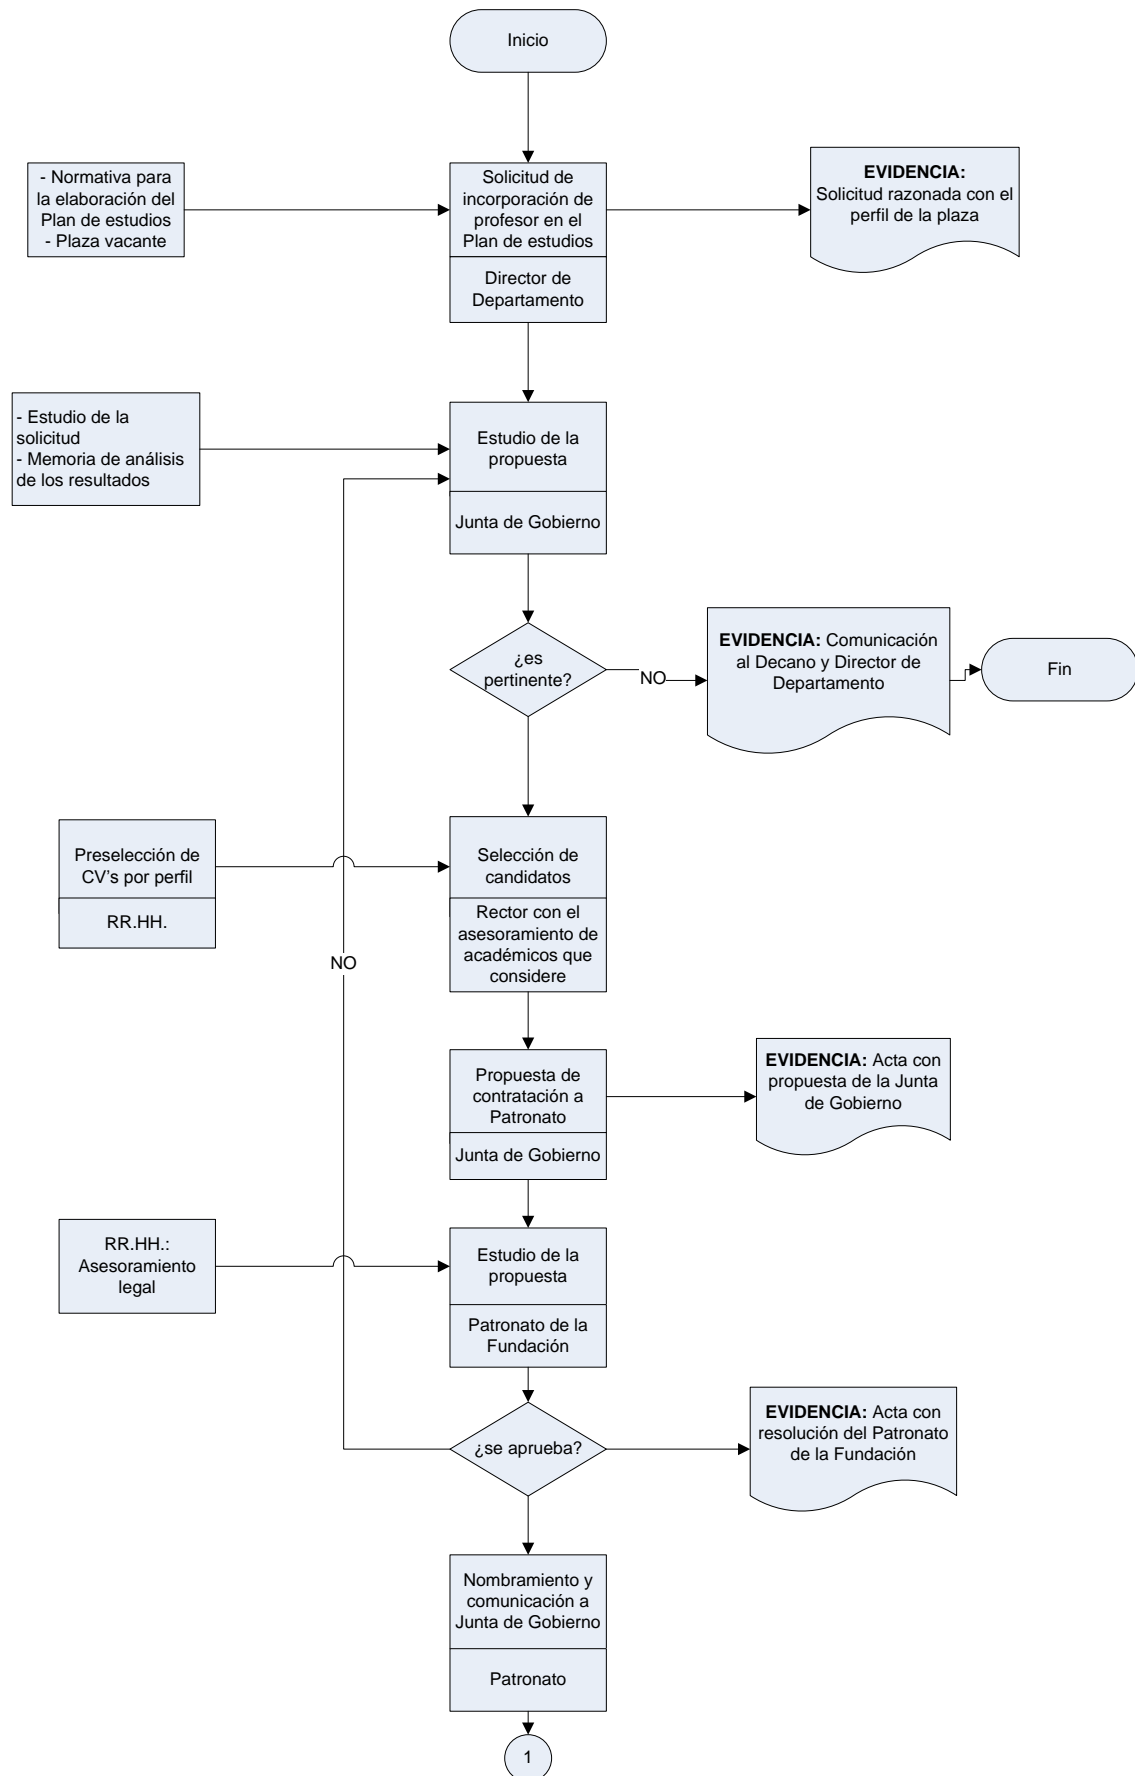 Inicio
- Normativa para
la elaboración del
Plan de estudios
- Plaza vacante
Solicitud de
incorporación de
profesor en el
Plan de estudios
Director de
Departamento
EVIDENCIA:
Solicitud razonada con el
perfil de la plaza
- Estudio de la
solicitud
- Memoria de análisis
de los resultados
Estudio de la
propuesta
Junta de Gobierno
¿es
pertinente?
NO
EVIDENCIA: Comunicación
al Decano y Director de
Departamento
Fin
Preselección de
CV's por perfil
RR.HH.
Selección de
candidatos
Rector con el
asesoramiento de
académicos que
considere
NO
Propuesta de
contratación a
Patronato
Junta de Gobierno
EVIDENCIA: Acta con
propuesta de la Junta
de Gobierno
RR.HH.:
Asesoramiento
legal
Estudio de la
propuesta
Patronato de la
Fundación
¿se aprueba?
EVIDENCIA: Acta con
resolución del Patronato
de la Fundación
Nombramiento y
comunicación a
Junta de Gobierno
Patronato
1